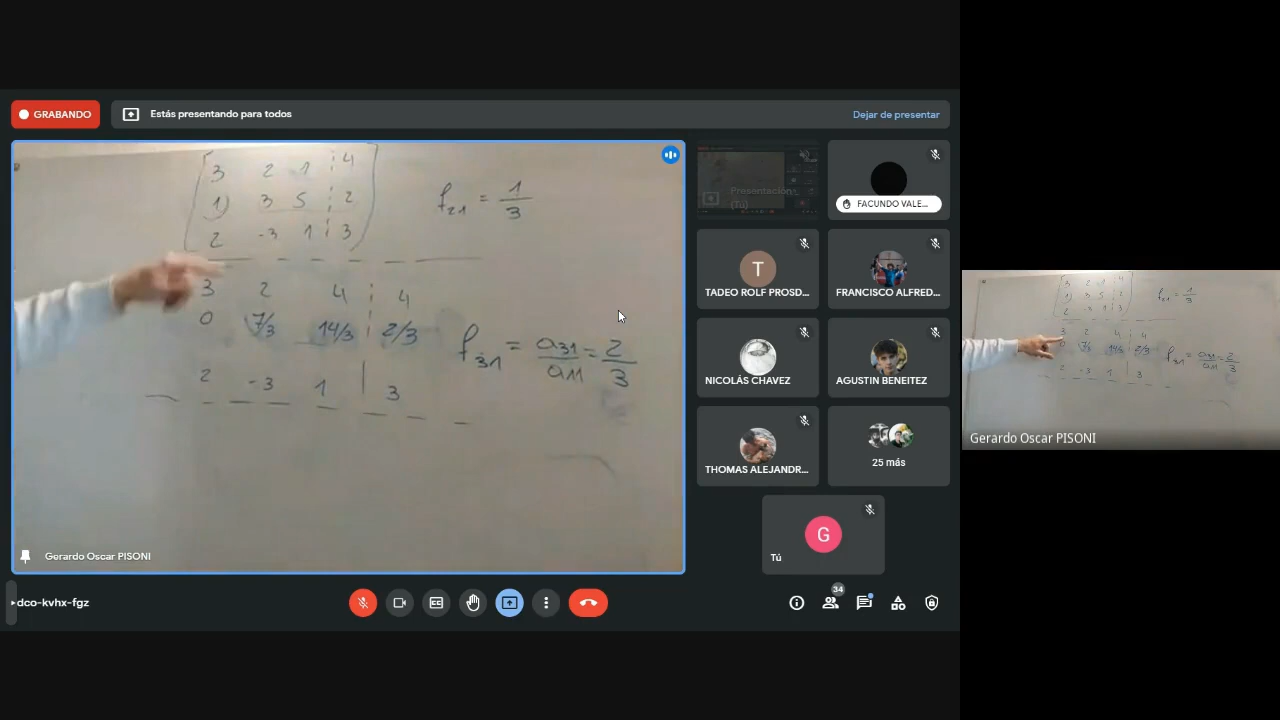 GRABANDO
Estás presentando para todos
Dejar de presentar
3 2 1 4
1) 3 5 2
2 -3 1 3
f21 = 1/3
3 2 4 4
0 7/3 14/3 2/3
f31 = a31/a11 = 2/3
2 -3 1 3
Gerardo Oscar PISONI
Presentación
(Tú)
FACUNDO VALE...
T
TADEO ROLF PROSD...
FRANCISCO ALFRED...
NICOLÁS CHAVEZ
AGUSTIN BENEITEZ
THOMAS ALEJANDR...
25 más
G
Tú
dco-kvhx-fgz
34
Gerardo Oscar PISONI